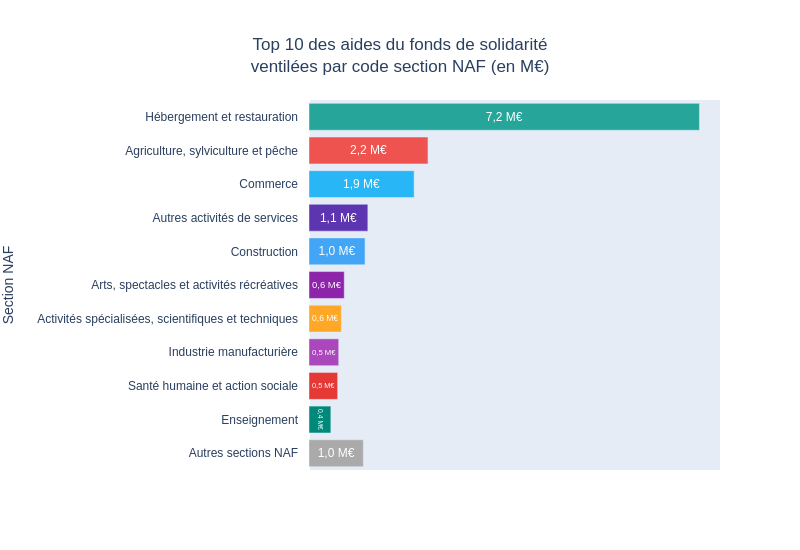 Top 10 des aides du fonds de solidarité
ventilées par code section NAF (en M€)
Section NAF
Hébergement et restauration 7,2 M€
Agriculture, sylviculture et pêche 2,2 M€
Commerce 1,9 M€
Autres activités de services 1,1 M€
Construction 1,0 M€
Arts, spectacles et activités récréatives 0,6 M€
Activités spécialisées, scientifiques et techniques 0,6 M€
Industrie manufacturière 0,5 M€
Santé humaine et action sociale 0,5 M€
Enseignement 0,4 M€
Autres sections NAF 1,0 M€